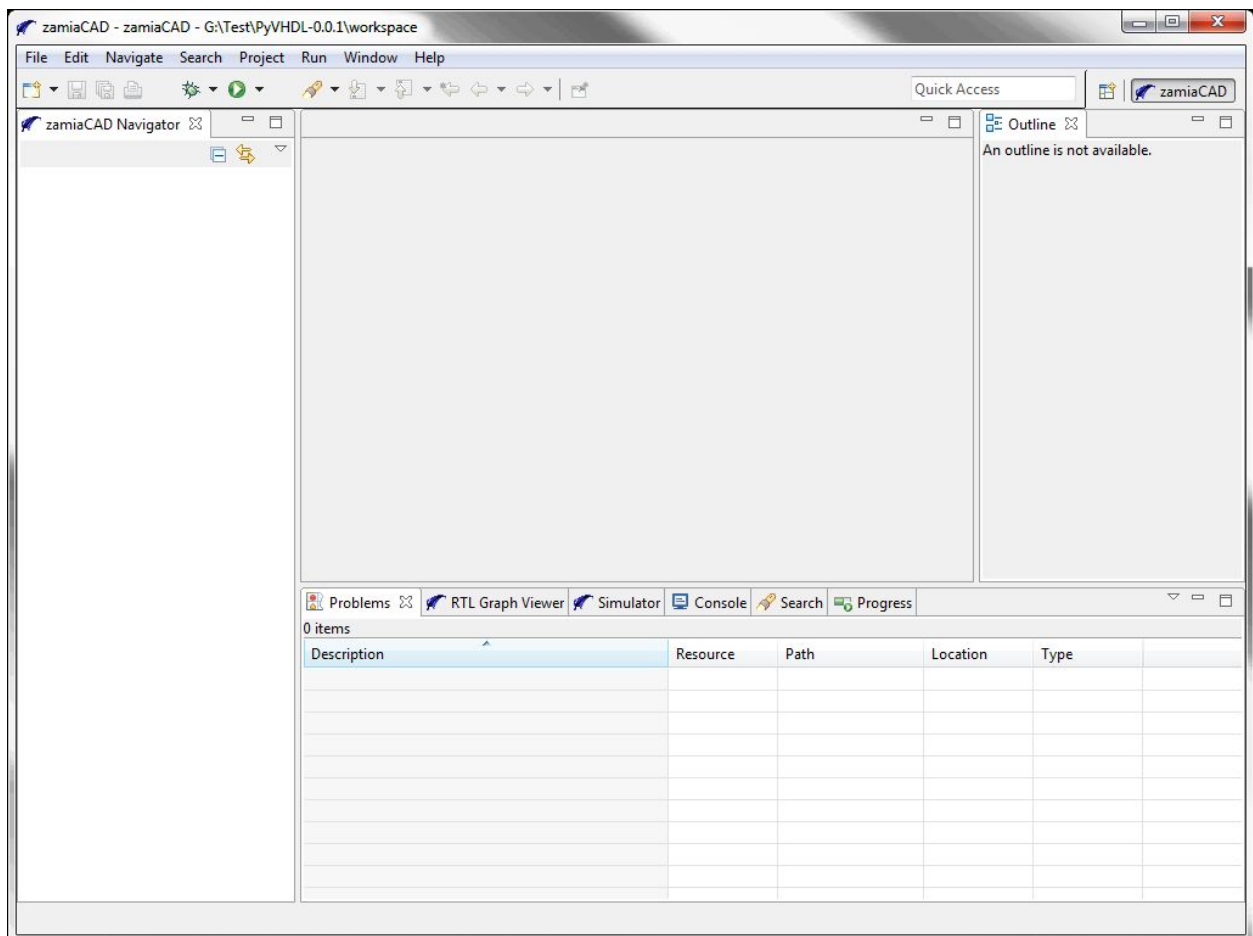 zamiaCAD - zamiaCAD - G:\Test\PyVHDL-0.0.1\workspace
File Edit Navigate Search Project Run Window Help
Quick Access
zamiaCAD
zamiaCAD Navigator
Outline
An outline is not available.
Problems RTL Graph Viewer Simulator Console Search Progress
0 items
Description Resource Path Location Type